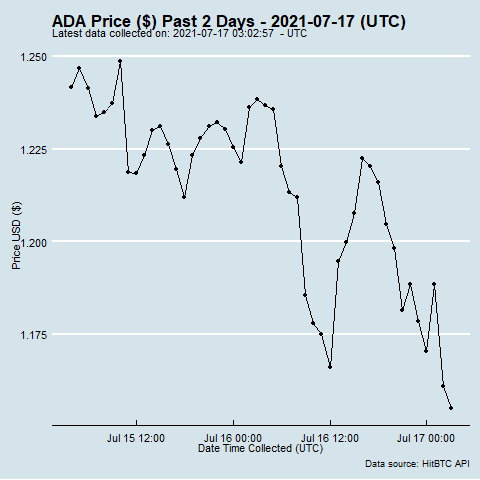 ADA Price ($) Past 2 Days - 2021-07-17 (UTC)
Latest data collected on: 2021-07-17 03:02:57 - UTC
1.250
1.225
1.200
1.175
Price USD ($)
Jul 15 12:00 Jul 16 00:00 Jul 16 12:00 Jul 17 00:00
Date Time Collected (UTC)
Data source: HitBTC API